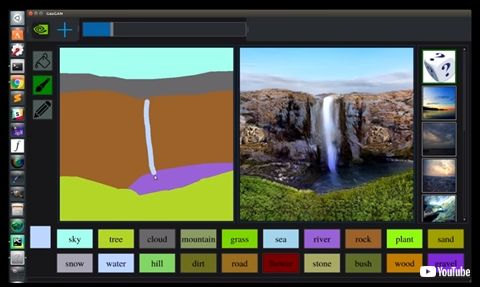 GauGAN
sky tree cloud mountain grass sea river rock plant sand
snow water hill dirt road flower stone bush wood gravel
YouTube